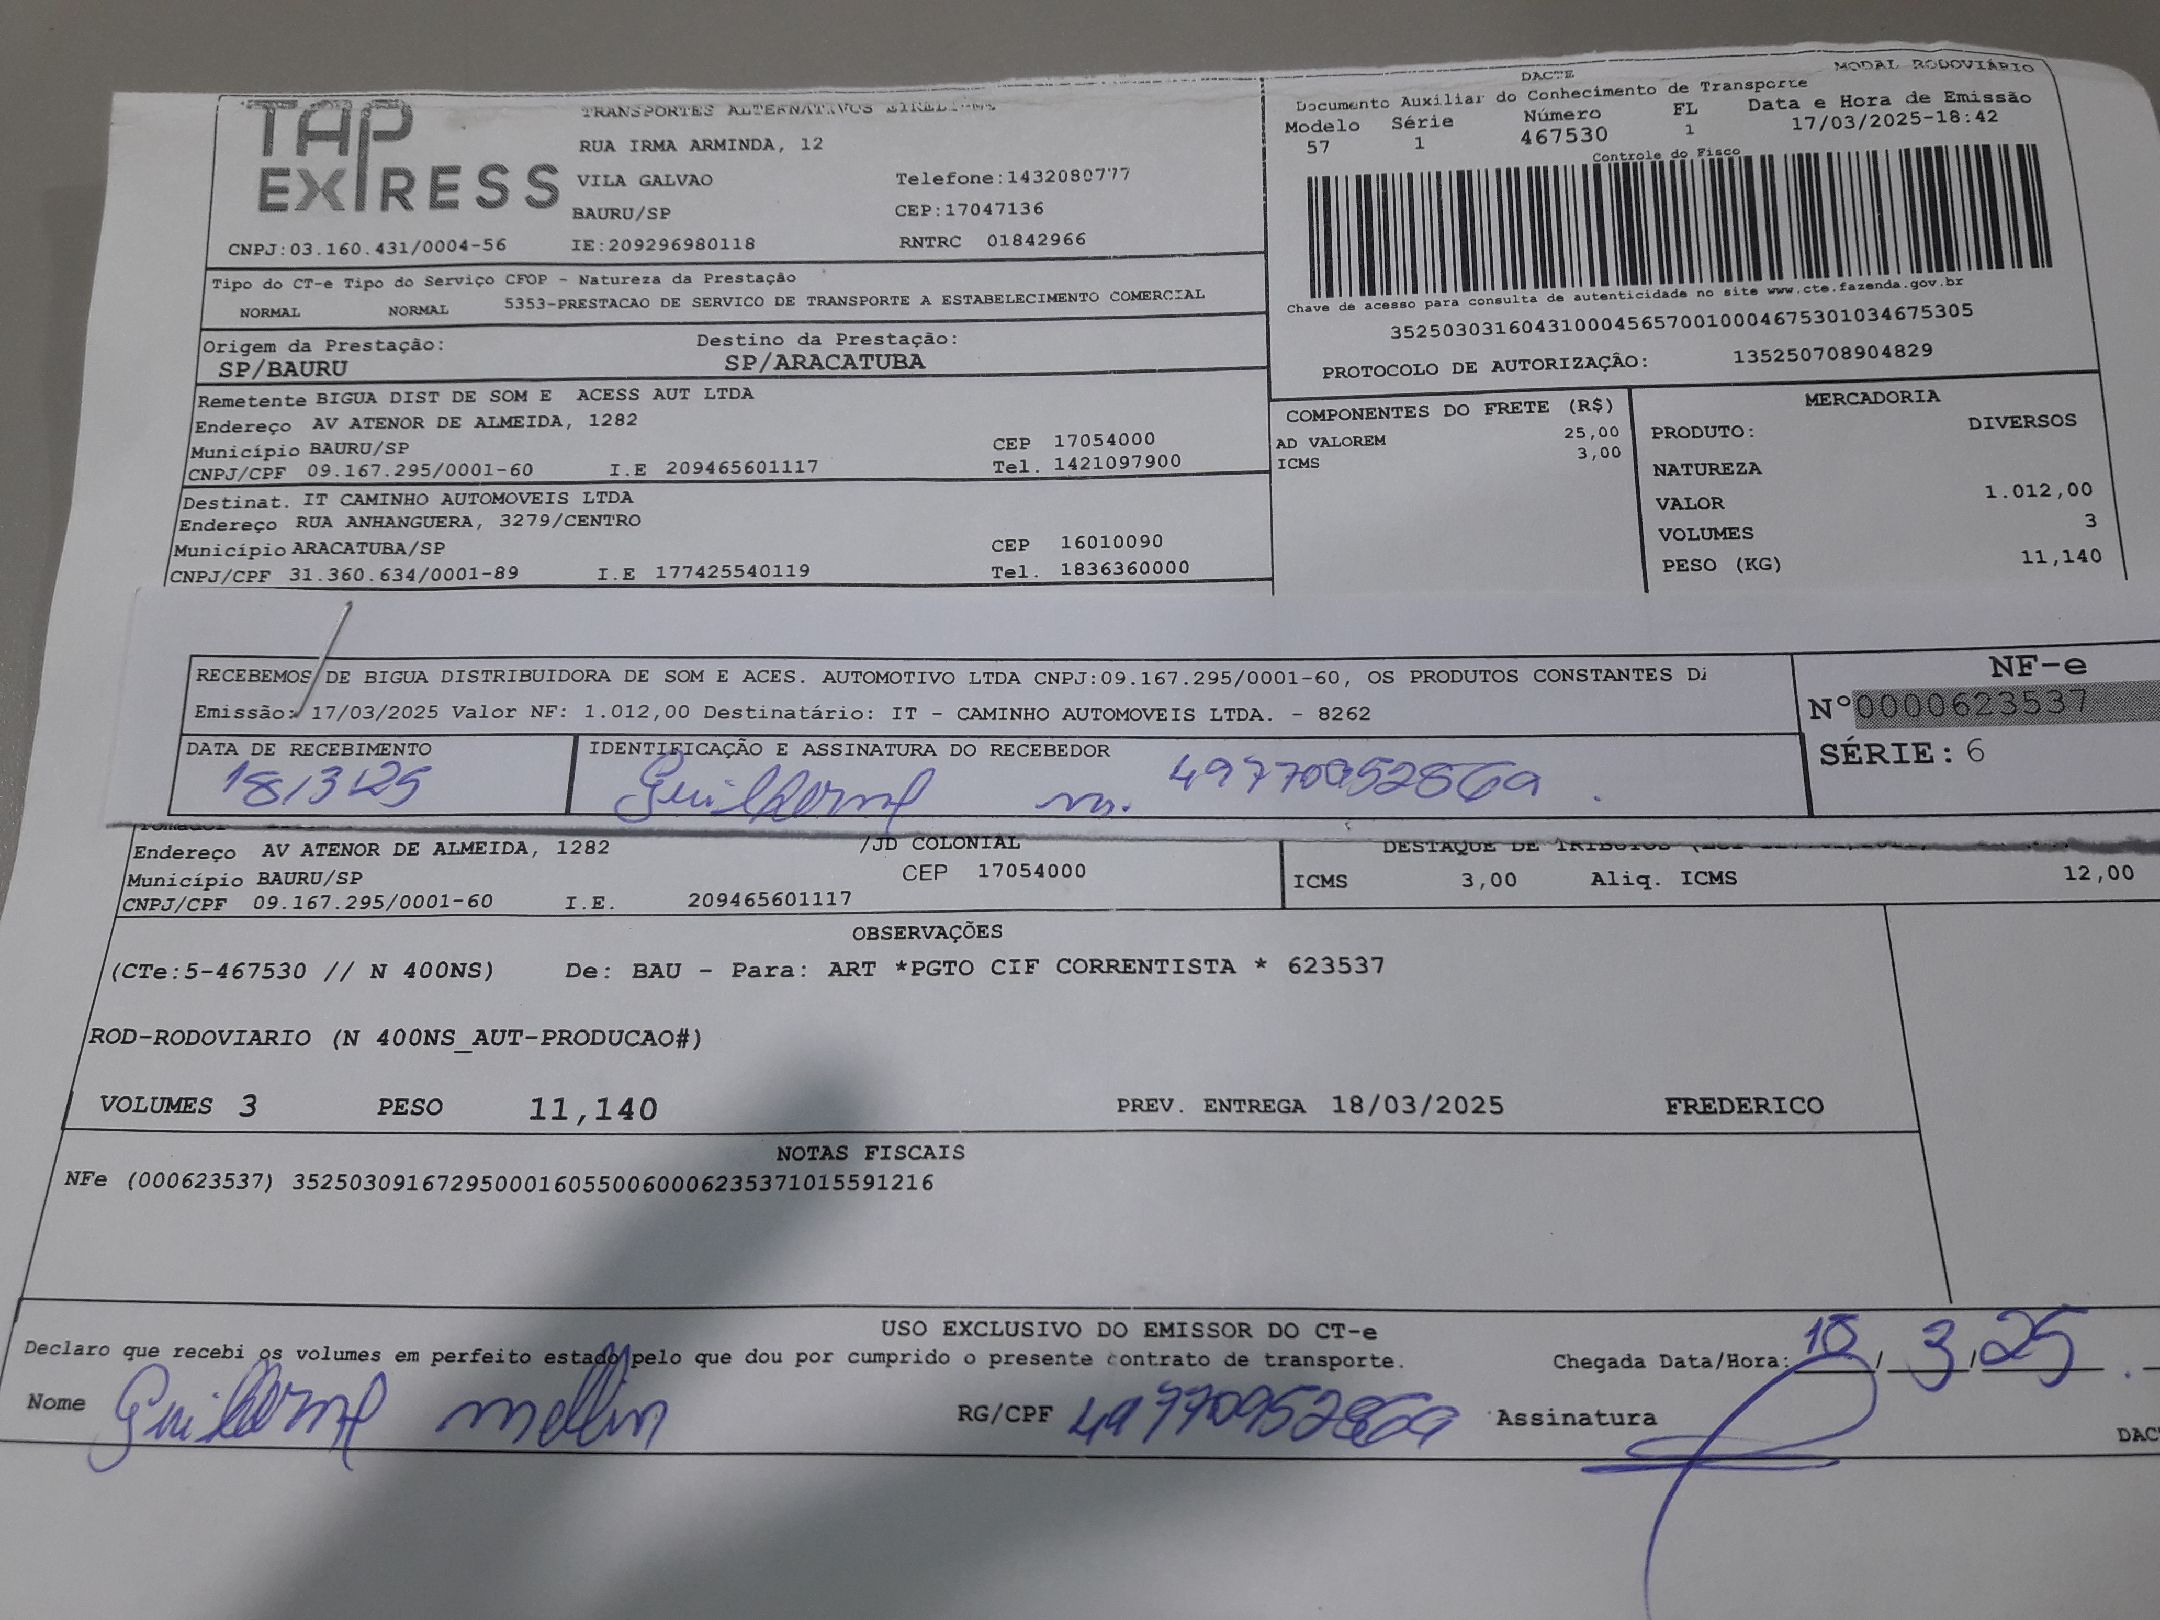 TAP EXPRESS
TRANSPORTES ALTERNATIVOS EIRELI-ME
RUA IRMA ARMINDA, 12
VILA GALVAO Telefone:1432080777
BAURU/SP CEP:17047136
CNPJ:03.160.431/0004-56 IE:209296980118 RNTRC 01842966
DACTE MODAL RODOVIÁRIO
Documento Auxiliar do Conhecimento de Transporte
Modelo Série Número FL Data e Hora de Emissão
57 1 467530 1 17/03/2025-18:42
Controle do Fisco
Chave de acesso para consulta de autenticidade no site www.cte.fazenda.gov.br
35250303160431000456570010004675301034675305
PROTOCOLO DE AUTORIZAÇÃO: 135250708904829
Tipo do CT-e Tipo do Serviço CFOP - Natureza da Prestação
NORMAL NORMAL 5353-PRESTACAO DE SERVICO DE TRANSPORTE A ESTABELECIMENTO COMERCIAL
Origem da Prestação: Destino da Prestação:
SP/BAURU SP/ARACATUBA
Remetente BIGUA DIST DE SOM E ACESS AUT LTDA
Endereço AV ATENOR DE ALMEIDA, 1282
Município BAURU/SP CEP 17054000
CNPJ/CPF 09.167.295/0001-60 I.E 209465601117 Tel. 1421097900
Destinat. IT CAMINHO AUTOMOVEIS LTDA
Endereço RUA ANHANGUERA, 3279/CENTRO
Município ARACATUBA/SP CEP 16010090
CNPJ/CPF 31.360.634/0001-89 I.E 177425540119 Tel. 1836360000
COMPONENTES DO FRETE (R$)
AD VALOREM 25,00
ICMS 3,00
MERCADORIA
PRODUTO: DIVERSOS
NATUREZA
VALOR 1.012,00
VOLUMES 3
PESO (KG) 11,140
RECEBEMOS DE BIGUA DISTRIBUIDORA DE SOM E ACES. AUTOMOTIVO LTDA CNPJ:09.167.295/0001-60, OS PRODUTOS CONSTANTES DA
Emissão: 17/03/2025 Valor NF: 1.012,00 Destinatário: IT - CAMINHO AUTOMOVEIS LTDA. - 8262
NF-e
Nº0000623537
SÉRIE: 6
DATA DE RECEBIMENTO IDENTIFICAÇÃO E ASSINATURA DO RECEBEDOR
18/3/25 Guilherme m. 49770952869
Endereço AV ATENOR DE ALMEIDA, 1282 /JD COLONIAL
Município BAURU/SP CEP 17054000
CNPJ/CPF 09.167.295/0001-60 I.E. 209465601117
DESTAQUE DE TRIBUTOS
ICMS 3,00 Aliq. ICMS 12,00
OBSERVAÇÕES
(CTe:5-467530 // N 400NS) De: BAU - Para: ART *PGTO CIF CORRENTISTA * 623537
ROD-RODOVIARIO (N 400NS_AUT-PRODUCAO#)
VOLUMES 3 PESO 11,140 PREV. ENTREGA 18/03/2025 FREDERICO
NOTAS FISCAIS
NFe (000623537) 35250309167295000160550060006235371015591216
USO EXCLUSIVO DO EMISSOR DO CT-e
Declaro que recebi os volumes em perfeito estado pelo que dou por cumprido o presente contrato de transporte. Chegada Data/Hora: 18 / 3 / 25
Nome Guilherme mellin RG/CPF 49770952869 Assinatura
DAC